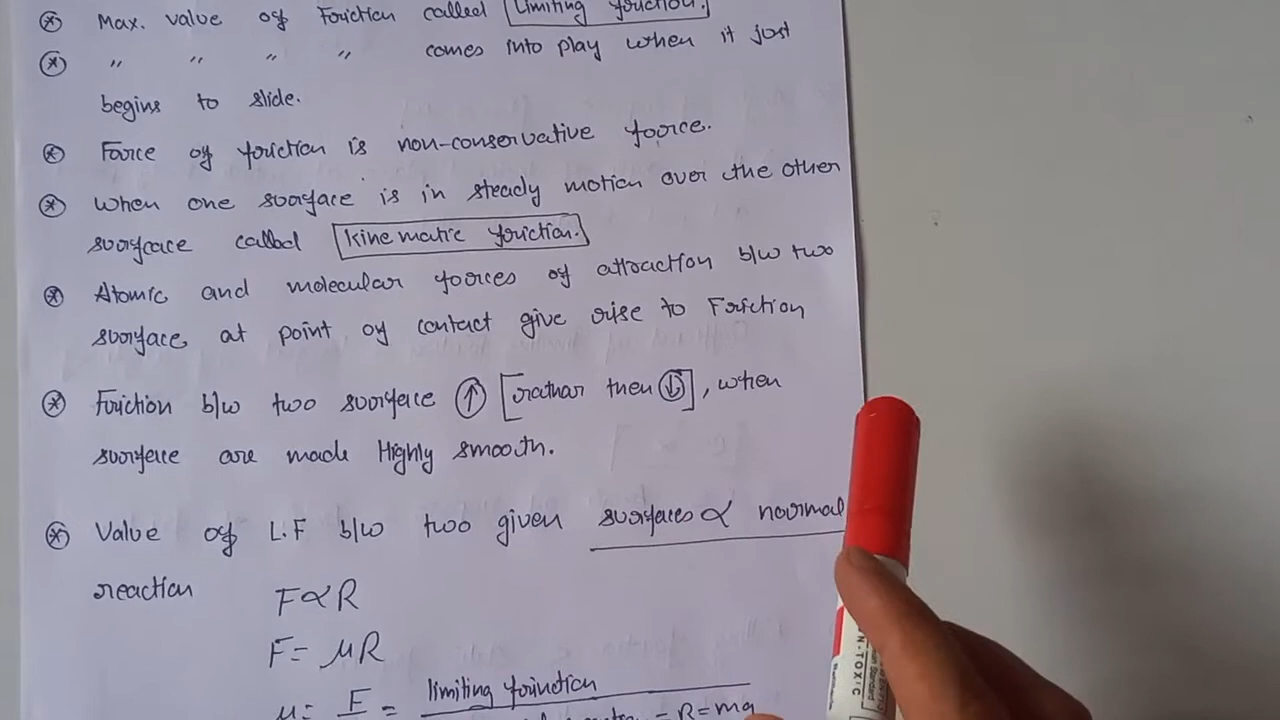 Max. value of Friction called Limiting friction.
" " " " comes into play when it just
begins to slide.
Force of friction is non-conservative force.
When one surface is in steady motion over the other
surface called Kinematic friction.
Atomic and molecular forces of attraction b/w two
surface at point of contact give rise to Friction
Friction b/w two surface ↑ [rathar then ↓], when
surface are made Highly smooth.
Value of L.F b/w two given surfaces ∝ normal
reaction
F∝R
F= μR
μ= F = limiting friction
= R=mg
N-TOXIC